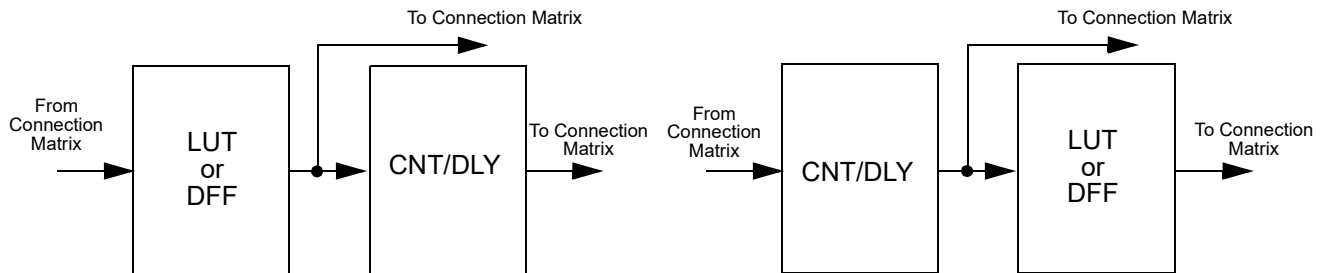 To Connection Matrix
From
Connection
Matrix
LUT
or
DFF
CNT/DLY
To Connection
Matrix
To Connection Matrix
From
Connection
Matrix
CNT/DLY
LUT
or
DFF
To Connection
Matrix